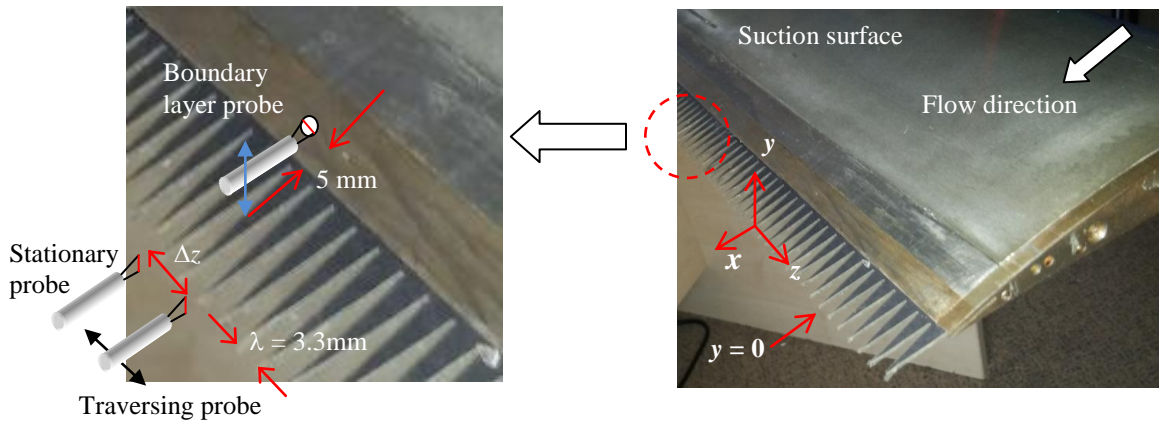 Boundary
layer probe
5 mm
Stationary
probe
Δz
λ = 3.3mm
Traversing probe
Suction surface
Flow direction
y
x
z
y = 0